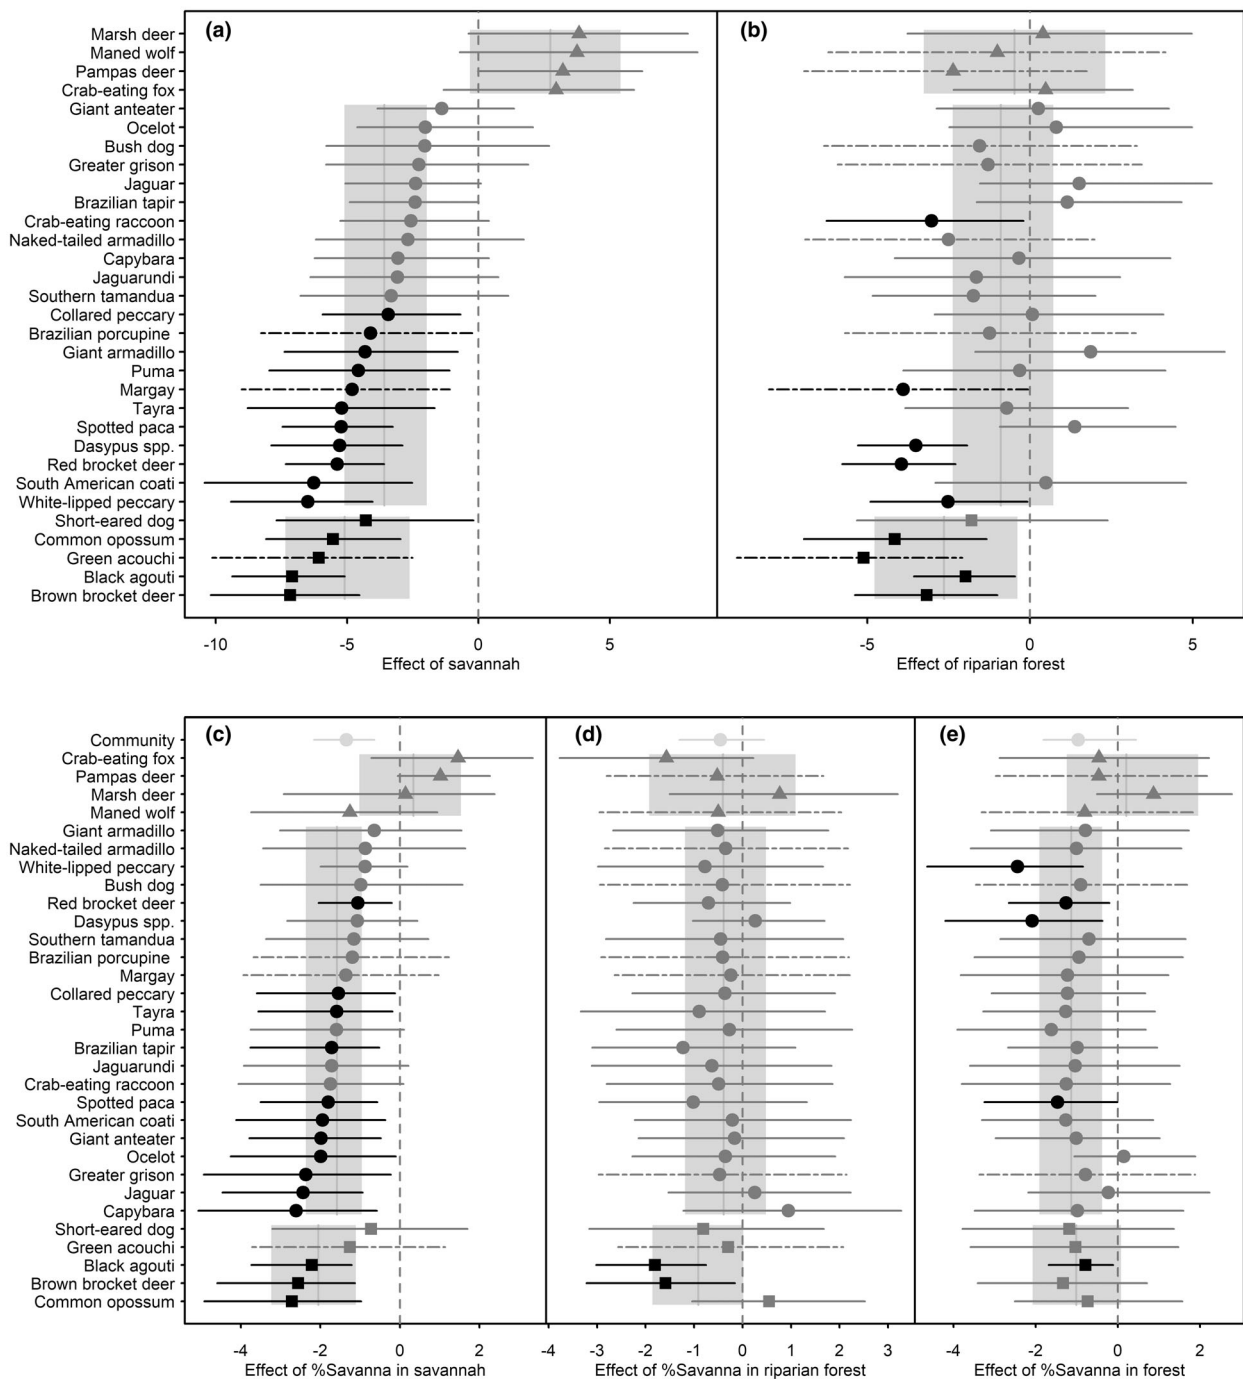 (a)
(b)
Marsh deer
Maned wolf
Pampas deer
Crab-eating fox
Giant anteater
Ocelot
Bush dog
Greater grison
Jaguar
Brazilian tapir
Crab-eating raccoon
Naked-tailed armadillo
Capybara
Jaguarundi
Southern tamandua
Collared peccary
Brazilian porcupine
Giant armadillo
Puma
Margay
Tayra
Spotted paca
Dasypus spp.
Red brocket deer
South American coati
White-lipped peccary
Short-eared dog
Common opossum
Green acouchi
Black agouti
Brown brocket deer
-10 -5 0 5
-5 0 5
Effect of savannah
Effect of riparian forest
(c)
(d)
(e)
Community
Crab-eating fox
Pampas deer
Marsh deer
Maned wolf
Giant armadillo
Naked-tailed armadillo
White-lipped peccary
Bush dog
Red brocket deer
Dasypus spp.
Southern tamandua
Brazilian porcupine
Margay
Collared peccary
Tayra
Puma
Brazilian tapir
Jaguarundi
Crab-eating raccoon
Spotted paca
South American coati
Giant anteater
Ocelot
Greater grison
Jaguar
Capybara
Short-eared dog
Green acouchi
Black agouti
Brown brocket deer
Common opossum
-4 -2 0 2
-4 -3 -2 -1 0 1 2 3
-4 -2 0 2
Effect of %Savanna in savannah
Effect of %Savanna in riparian forest
Effect of %Savanna in forest